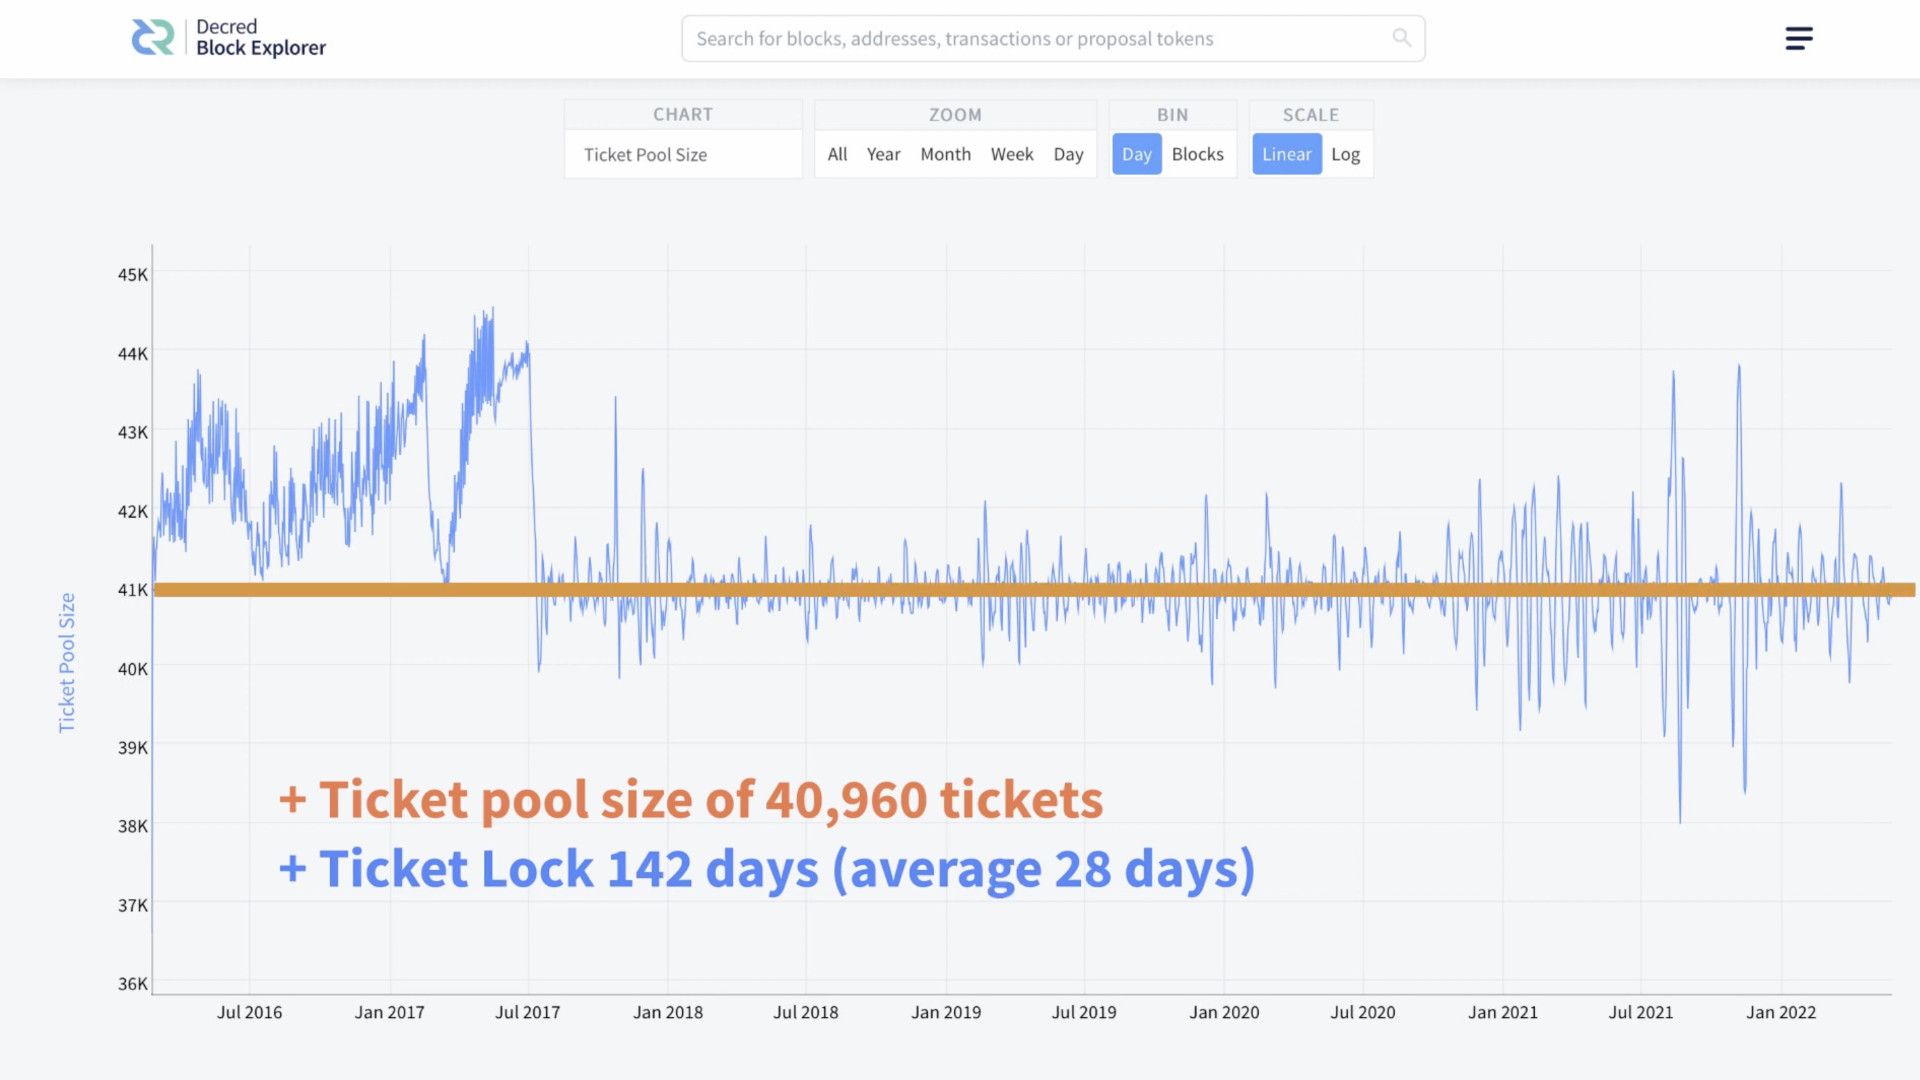 Decred
Block Explorer
Search for blocks, addresses, transactions or proposal tokens
CHART
Ticket Pool Size
ZOOM
All Year Month Week Day
BIN
Day Blocks
SCALE
Linear Log
45K
44K
43K
42K
41K
40K
39K
38K
37K
36K
Ticket Pool Size
+ Ticket pool size of 40,960 tickets
+ Ticket Lock 142 days (average 28 days)
Jul 2016 Jan 2017 Jul 2017 Jan 2018 Jul 2018 Jan 2019 Jul 2019 Jan 2020 Jul 2020 Jan 2021 Jul 2021 Jan 2022